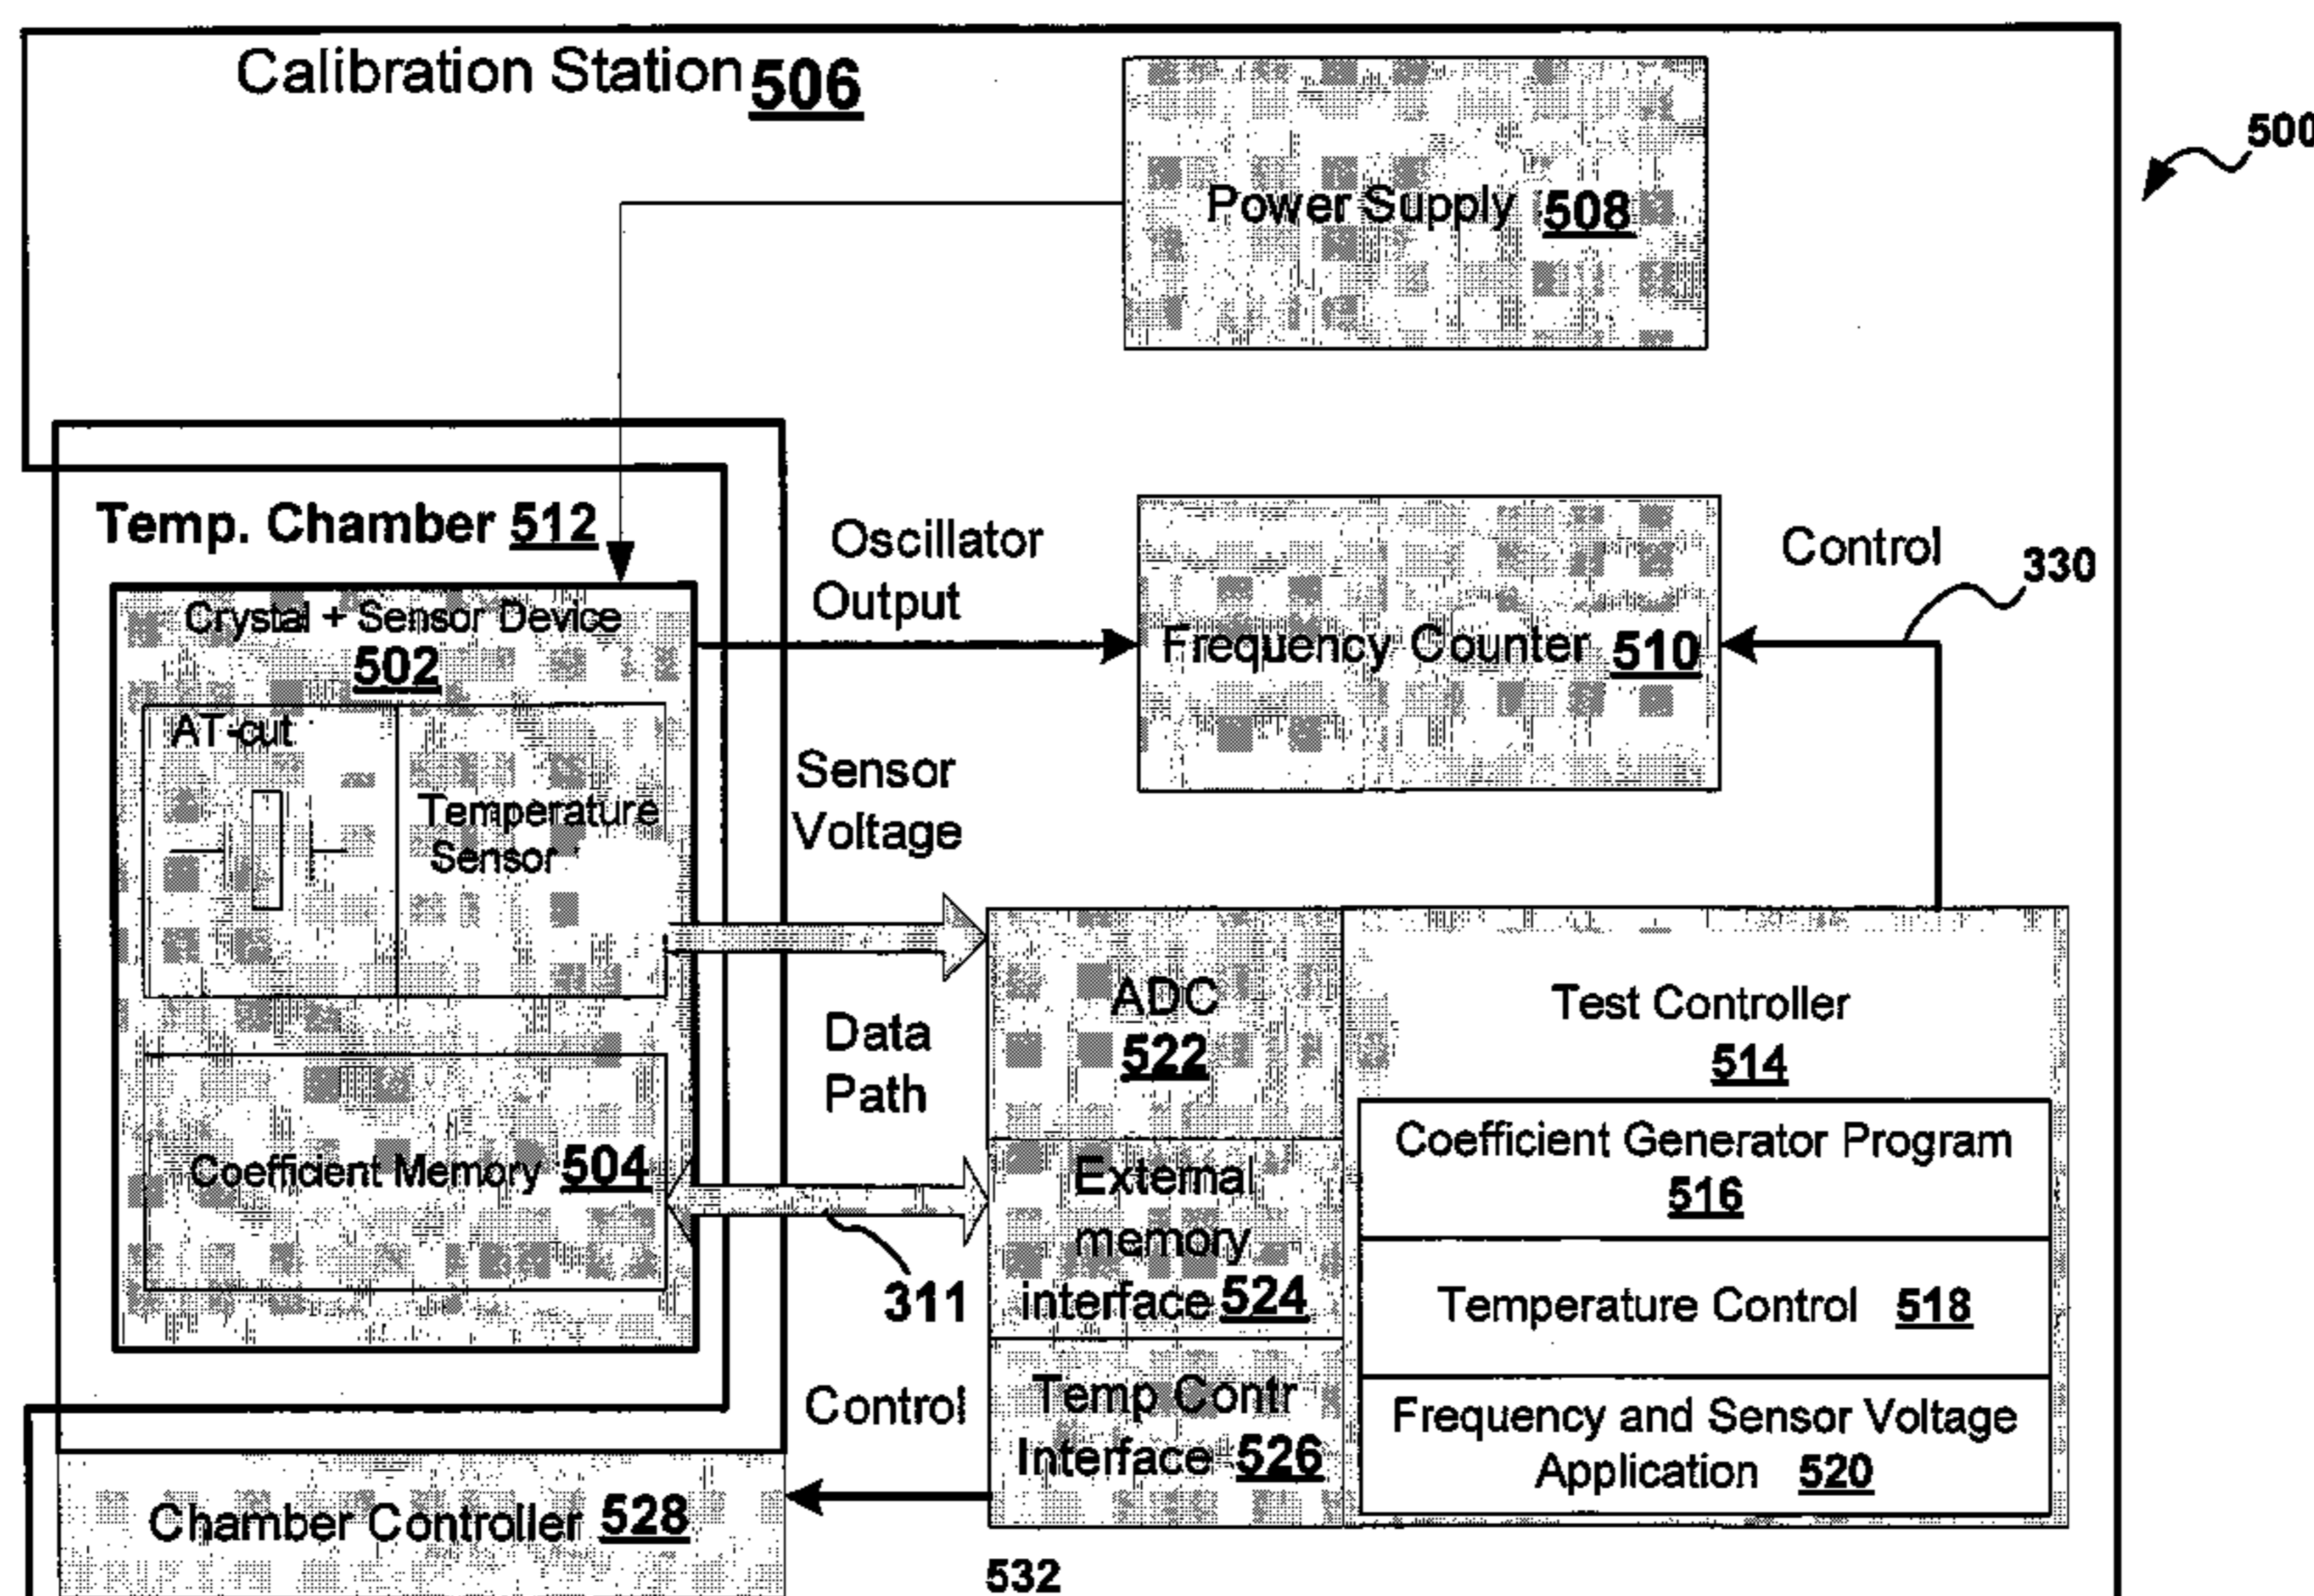 Calibration Station 506
500
Power Supply 508
Temp. Chamber 512
Oscillator
Output
Control
330
Crystal + Sensor Device
502
Frequency Counter 510
AT-cut
Temperature
Sensor
Sensor
Voltage
ADC
522
Test Controller
514
Data
Path
Coefficient Memory 504
External
memory
interface 524
Coefficient Generator Program
516
311
Temperature Control 518
Control
Temp Contr
Interface 526
Frequency and Sensor Voltage
Application 520
Chamber Controller 528
532